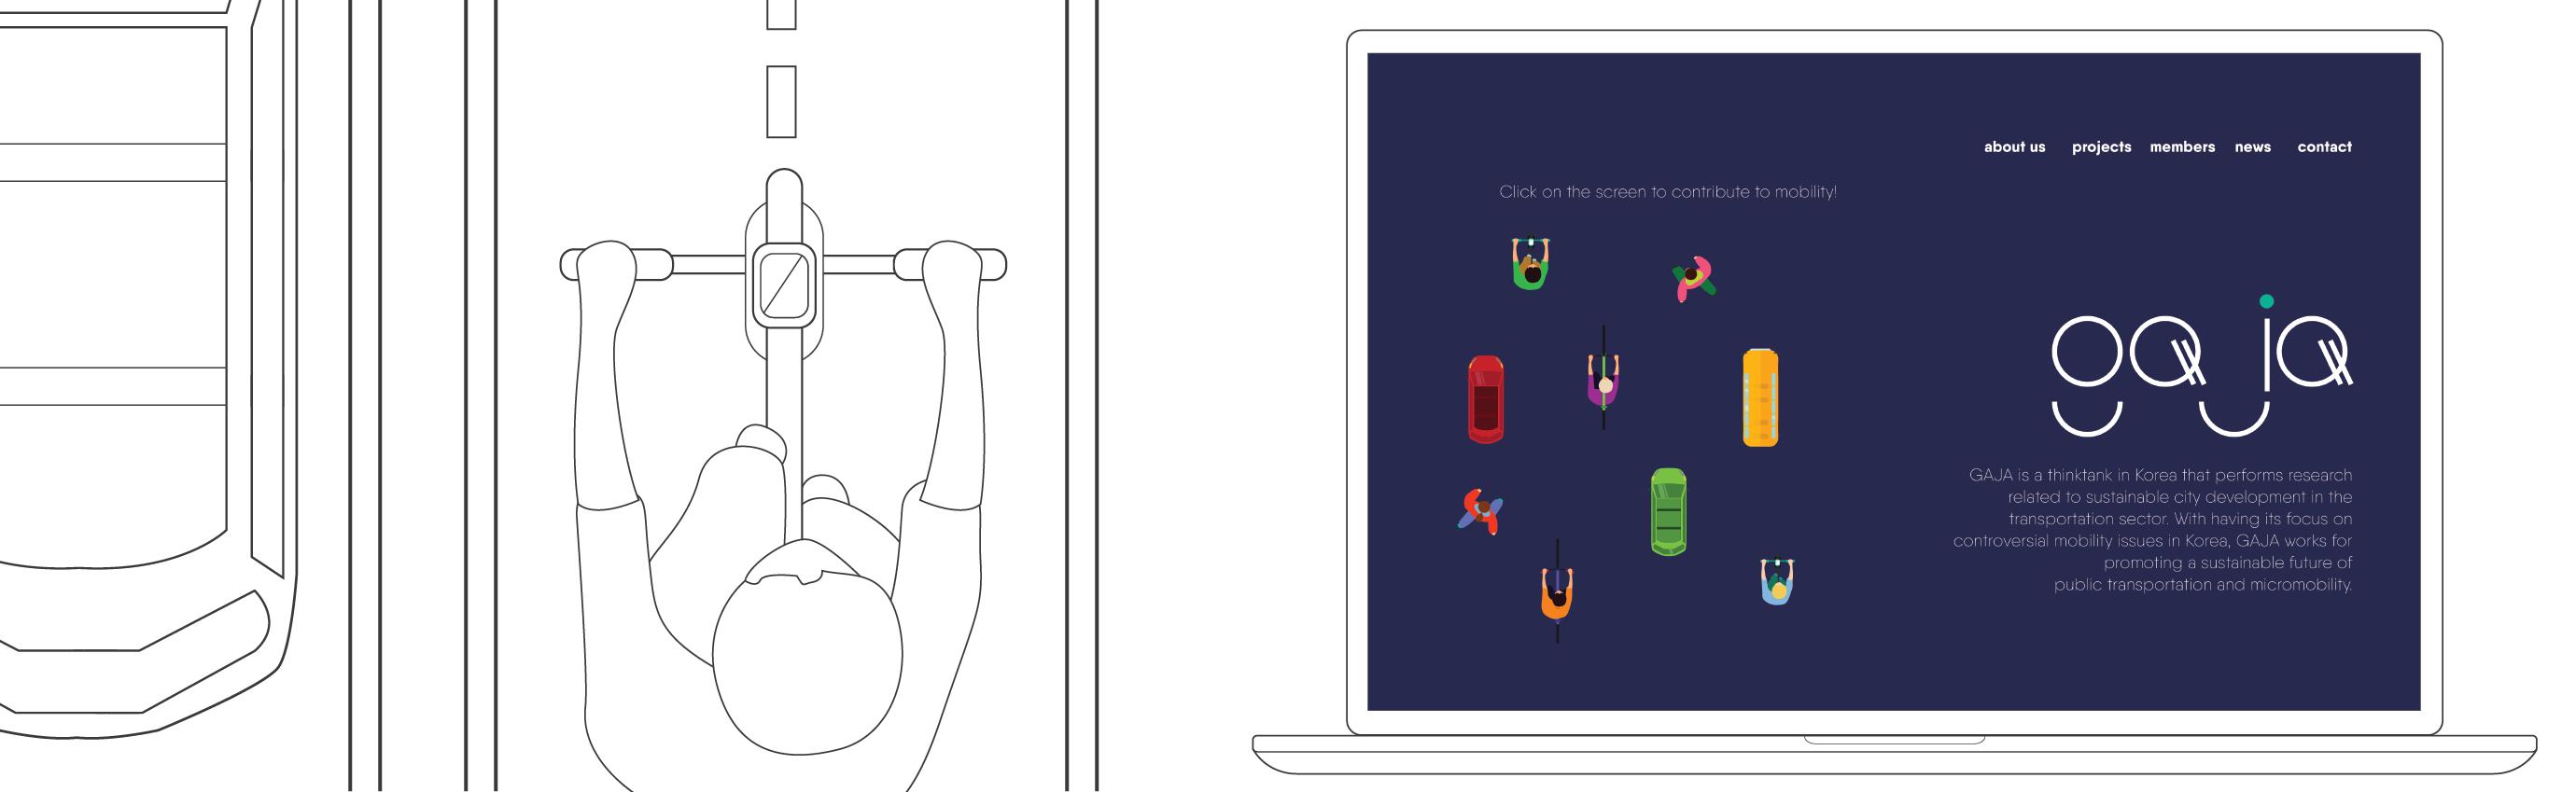 about us projects members news contact
Click on the screen to contribute to mobility!
gaja
GAJA is a thinktank in Korea that performs research
related to sustainable city development in the
transportation sector. With having its focus on
controversial mobility issues in Korea, GAJA works for
promoting a sustainable future of
public transportation and micromobility.